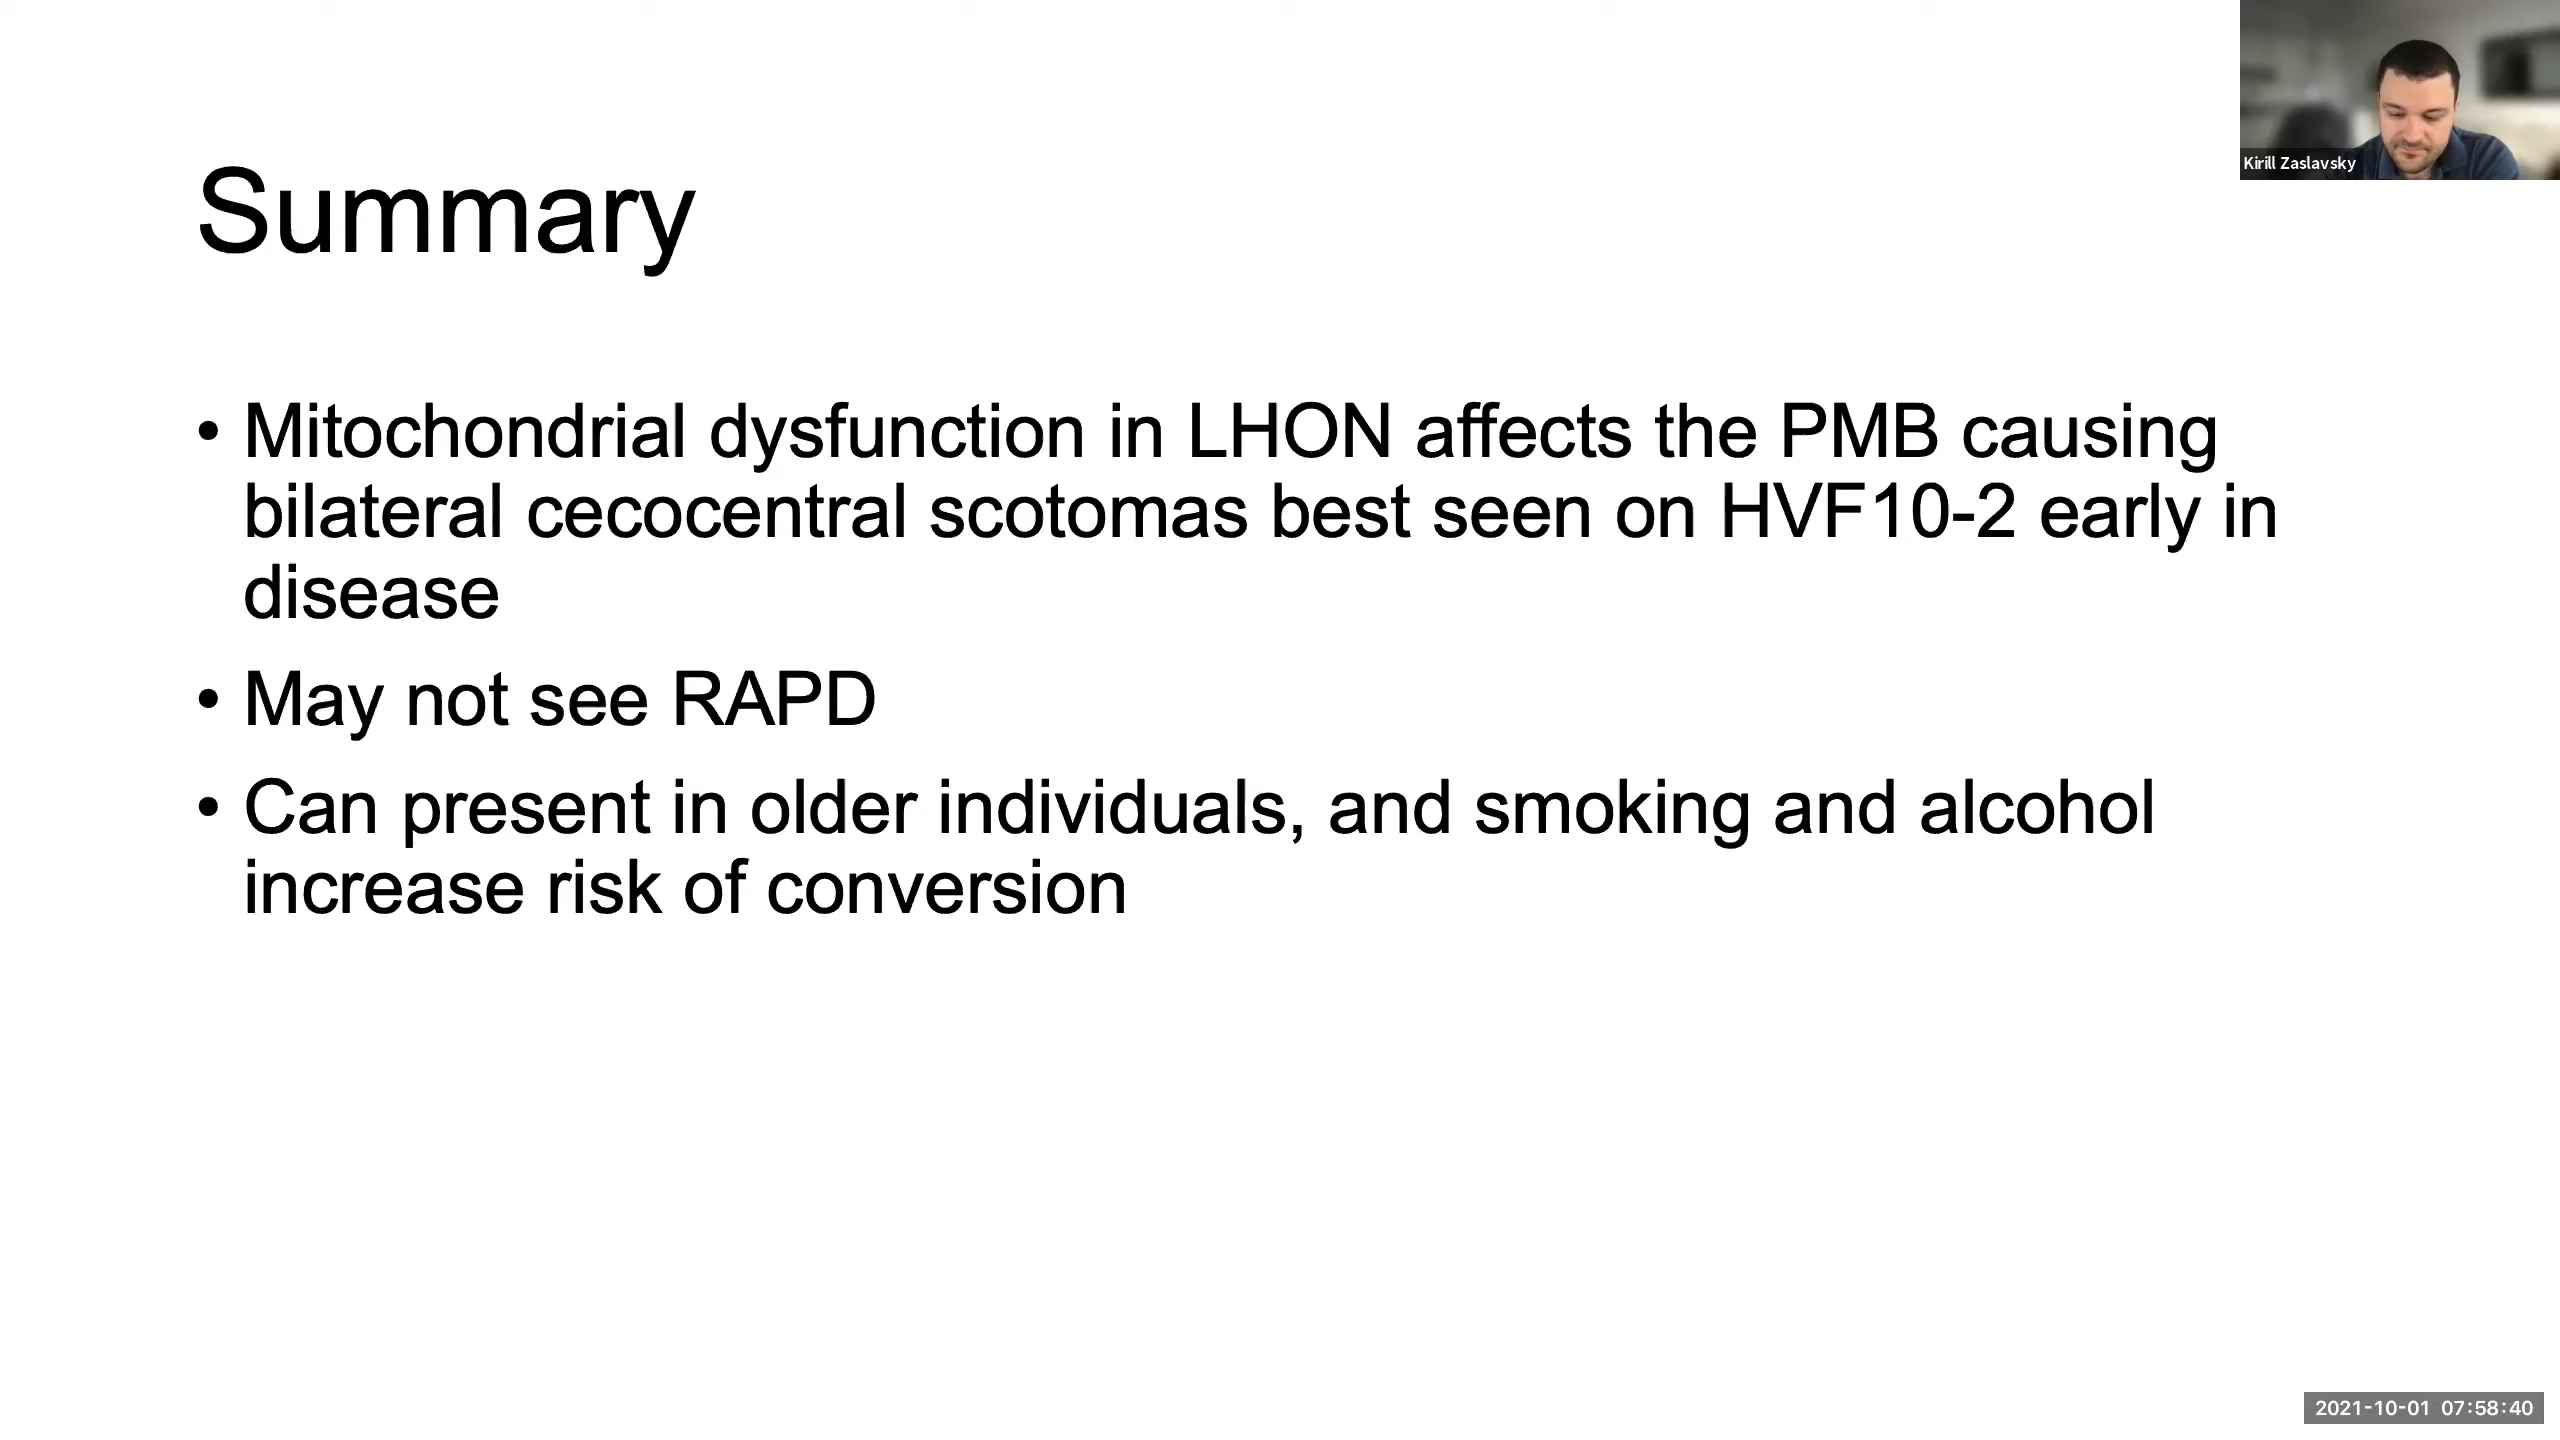 Kirill Zaslavsky
Summary
• Mitochondrial dysfunction in LHON affects the PMB causing
bilateral cecocentral scotomas best seen on HVF10-2 early in
disease
• May not see RAPD
• Can present in older individuals, and smoking and alcohol
increase risk of conversion
2021-10-01 07:58:40